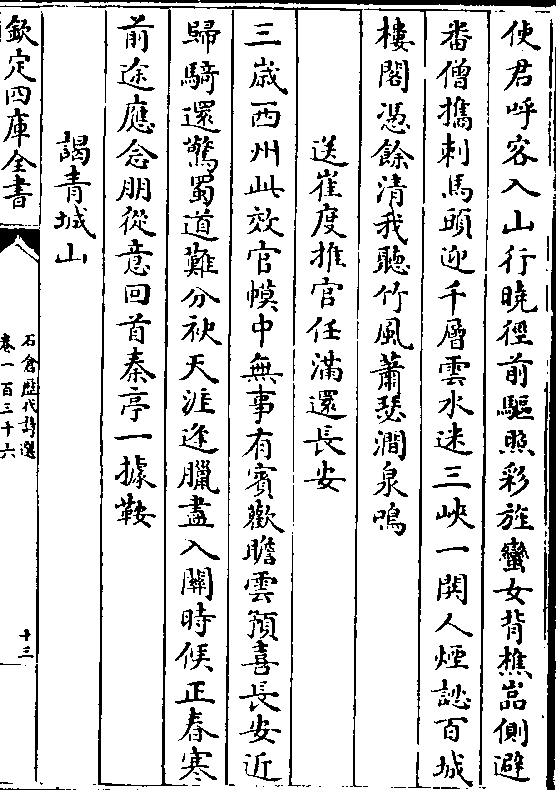 使君呼客入山行曉徑前驅照彩旌蠻女背樵嵓側避
番僧攜刺馬頭迎千層雲水迷三峽一閧人煙認百城
樓閣憑餘清我聽竹風蕭瑟澗泉鳴
送崔度推官任滿還長安
三歲西州此效官幙中無事有賓歡瞻雲預喜長安近
歸騎還驚蜀道難分袂天涯逢臘盡入關時候正春寒
前途應念朋從意回首秦亭一據鞍
謁青城山
欽定四庫全書
石倉歷代詩選
卷一百三十六
十三